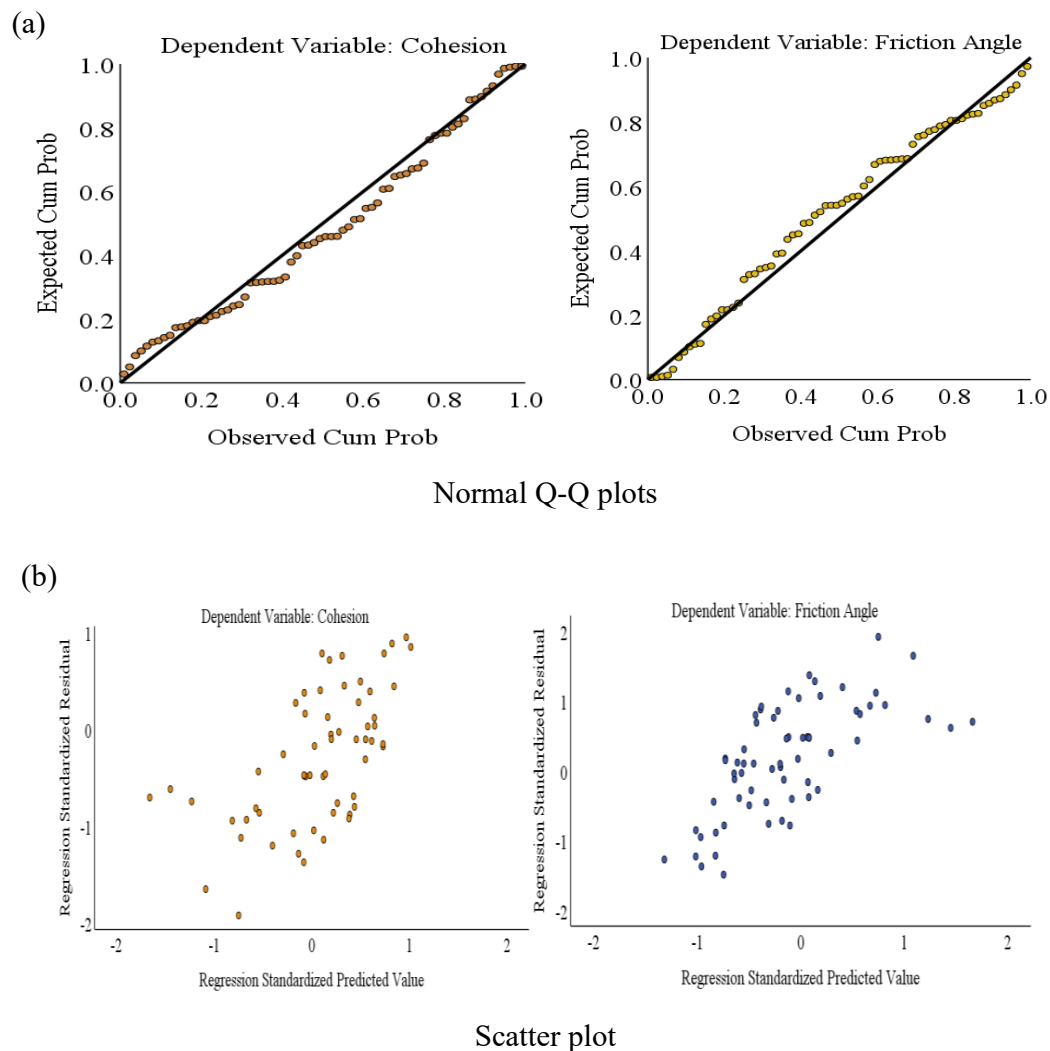 (a)
Dependent Variable: Cohesion
Expected Cum Prob
1.0
0.8
0.6
0.4
0.2
0.0
0.0 0.2 0.4 0.6 0.8 1.0
Observed Cum Prob
Dependent Variable: Friction Angle
Expected Cum Prob
1.0
0.8
0.6
0.4
0.2
0.0
0.0 0.2 0.4 0.6 0.8 1.0
Observed Cum Prob
Normal Q-Q plots
(b)
Dependent Variable: Cohesion
Regression Standardized Residual
1
0
-1
-2
-2 -1 0 1 2
Regression Standardized Predicted Value
Dependent Variable: Friction Angle
Regression Standardized Residual
2
1
0
-1
-2
-2 -1 0 1 2
Regression Standardized Predicted Value
Scatter plot